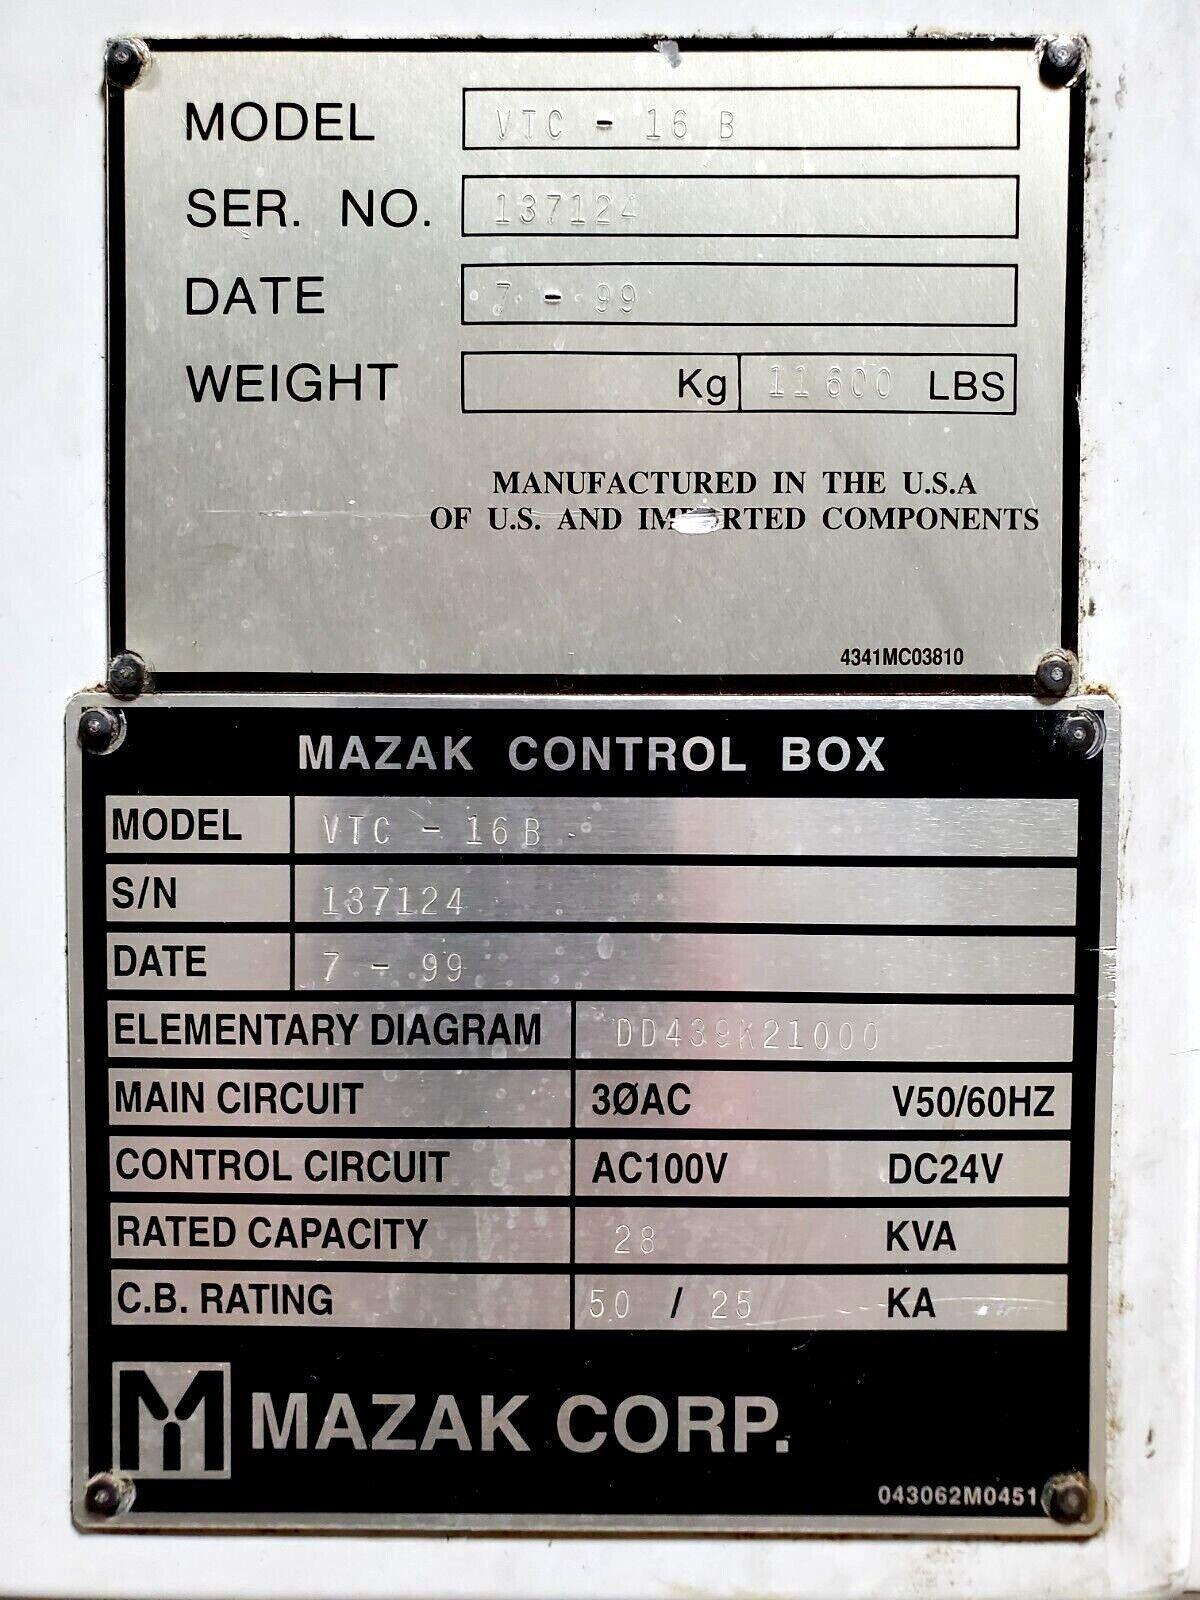 MODEL VTC - 16 B
SER. NO. 137124
DATE 7 - 99
WEIGHT Kg 11600 LBS
MANUFACTURED IN THE U.S.A
OF U.S. AND IMPORTED COMPONENTS
4341MC03810
MAZAK CONTROL BOX
MODEL VTC - 16 B
S/N 137124
DATE 7 - 99
ELEMENTARY DIAGRAM DD439K21000
MAIN CIRCUIT 3ØAC V50/60HZ
CONTROL CIRCUIT AC100V DC24V
RATED CAPACITY 28 KVA
C.B. RATING 50 / 25 KA
MAZAK CORP.
043062M0451